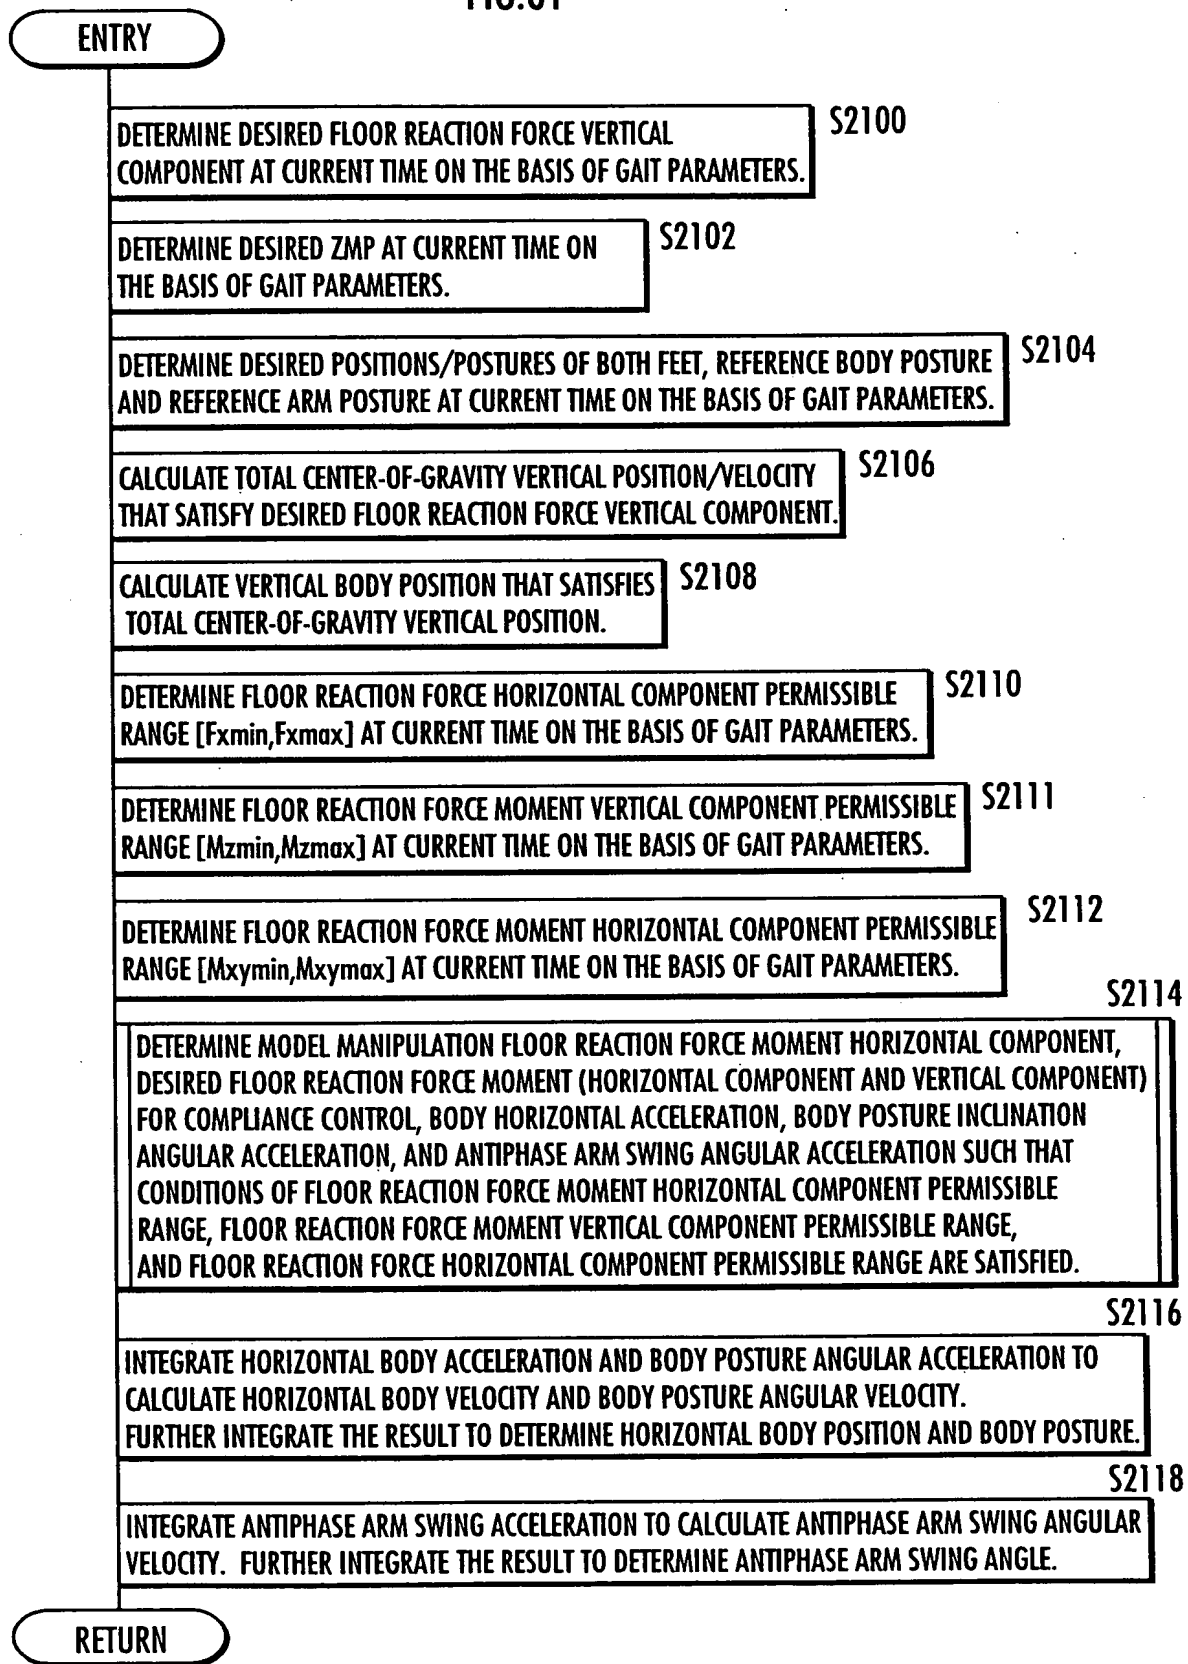 ENTRY
DETERMINE DESIRED FLOOR REACTION FORCE VERTICAL
COMPONENT AT CURRENT TIME ON THE BASIS OF GAIT PARAMETERS.
S2100
DETERMINE DESIRED ZMP AT CURRENT TIME ON
THE BASIS OF GAIT PARAMETERS.
S2102
DETERMINE DESIRED POSITIONS/POSTURES OF BOTH FEET, REFERENCE BODY POSTURE
AND REFERENCE ARM POSTURE AT CURRENT TIME ON THE BASIS OF GAIT PARAMETERS.
S2104
CALCULATE TOTAL CENTER-OF-GRAVITY VERTICAL POSITION/VELOCITY
THAT SATISFY DESIRED FLOOR REACTION FORCE VERTICAL COMPONENT.
S2106
CALCULATE VERTICAL BODY POSITION THAT SATISFIES
TOTAL CENTER-OF-GRAVITY VERTICAL POSITION.
S2108
DETERMINE FLOOR REACTION FORCE HORIZONTAL COMPONENT PERMISSIBLE
RANGE [Fxmin,Fxmax] AT CURRENT TIME ON THE BASIS OF GAIT PARAMETERS.
S2110
DETERMINE FLOOR REACTION FORCE MOMENT VERTICAL COMPONENT PERMISSIBLE
RANGE [Mzmin,Mzmax] AT CURRENT TIME ON THE BASIS OF GAIT PARAMETERS.
S2111
DETERMINE FLOOR REACTION FORCE MOMENT HORIZONTAL COMPONENT PERMISSIBLE
RANGE [Mxymin,Mxymax] AT CURRENT TIME ON THE BASIS OF GAIT PARAMETERS.
S2112
S2114
DETERMINE MODEL MANIPULATION FLOOR REACTION FORCE MOMENT HORIZONTAL COMPONENT,
DESIRED FLOOR REACTION FORCE MOMENT (HORIZONTAL COMPONENT AND VERTICAL COMPONENT)
FOR COMPLIANCE CONTROL, BODY HORIZONTAL ACCELERATION, BODY POSTURE INCLINATION
ANGULAR ACCELERATION, AND ANTIPHASE ARM SWING ANGULAR ACCELERATION SUCH THAT
CONDITIONS OF FLOOR REACTION FORCE MOMENT HORIZONTAL COMPONENT PERMISSIBLE
RANGE, FLOOR REACTION FORCE MOMENT VERTICAL COMPONENT PERMISSIBLE RANGE,
AND FLOOR REACTION FORCE HORIZONTAL COMPONENT PERMISSIBLE RANGE ARE SATISFIED.
S2116
INTEGRATE HORIZONTAL BODY ACCELERATION AND BODY POSTURE ANGULAR ACCELERATION TO
CALCULATE HORIZONTAL BODY VELOCITY AND BODY POSTURE ANGULAR VELOCITY.
FURTHER INTEGRATE THE RESULT TO DETERMINE HORIZONTAL BODY POSITION AND BODY POSTURE.
S2118
INTEGRATE ANTIPHASE ARM SWING ACCELERATION TO CALCULATE ANTIPHASE ARM SWING ANGULAR
VELOCITY. FURTHER INTEGRATE THE RESULT TO DETERMINE ANTIPHASE ARM SWING ANGLE.
RETURN